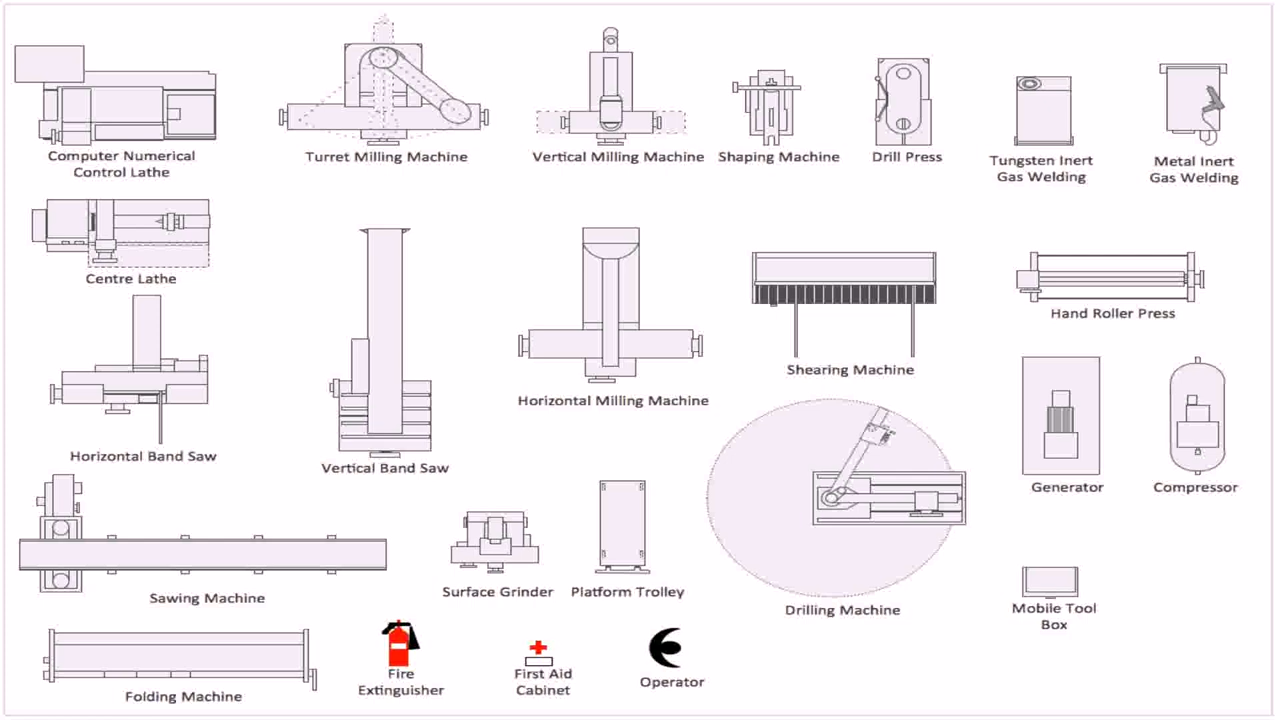 Computer Numerical
Control Lathe
Turret Milling Machine
Vertical Milling Machine
Shaping Machine
Drill Press
Tungsten Inert
Gas Welding
Metal Inert
Gas Welding
Centre Lathe
Horizontal Milling Machine
Shearing Machine
Hand Roller Press
Horizontal Band Saw
Vertical Band Saw
Generator
Compressor
Sawing Machine
Surface Grinder
Platform Trolley
Drilling Machine
Mobile Tool
Box
Folding Machine
Fire
Extinguisher
First Aid
Cabinet
Operator